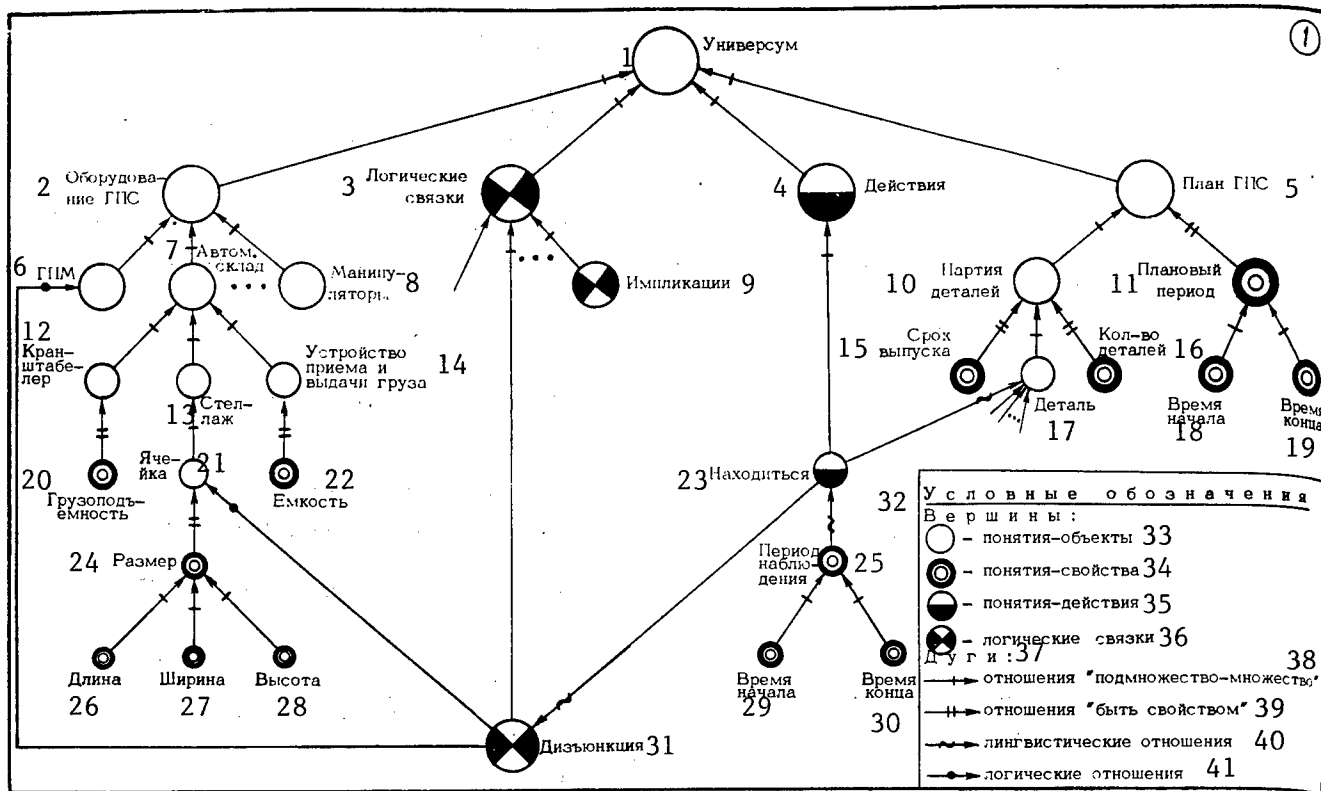 1
1 Универсум
2 Оборудова-
ние ГПС
3 Логические
связки
4 Действия
План ГПС 5
6 ГПМ
7 Автом.
склад
Манипу-
ляторы 8
Импликации 9
10 Партия
деталей
11 Плановый
период
12
Кран-
штабе-
лер
13 Стел-
лаж
Устройство
приема и
выдачи груза
14
15 Срок
выпуска
Кол-во
деталей 16
Деталь
17
Время
начала
18
Время
конца
19
20
Грузоподъ-
емность
Яче-
йка 21
22
Емкость
23 Находиться
24 Размер
Период
наблю-
дения 25
Длина
26
Ширина
27
Высота
28
Время
начала
29
Время
конца
30
Дизъюнкция 31
32
Условные обозначения
Вершины:
- понятия-объекты 33
- понятия-свойства 34
- понятия-действия 35
- логические связки 36
Други: 37
38
отношения "подмножество-множество"
отношения "быть свойством" 39
лингвистические отношения 40
логические отношения 41